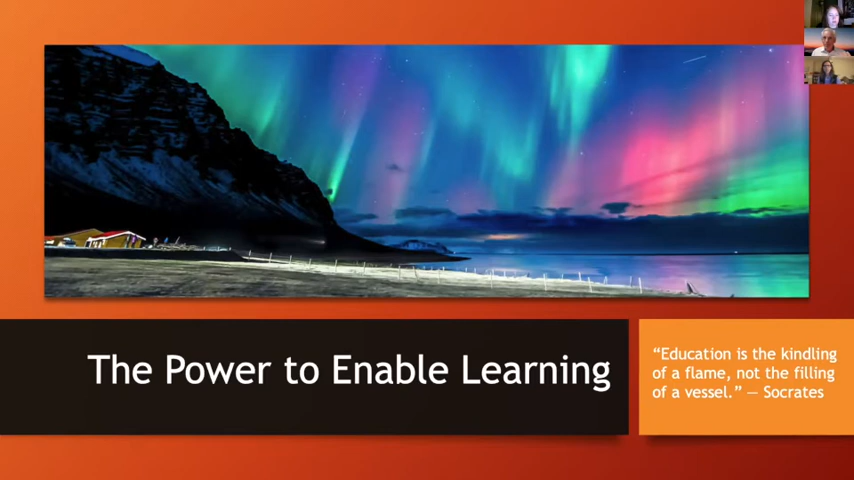 The Power to Enable Learning
“Education is the kindling
of a flame, not the filling
of a vessel.” — Socrates